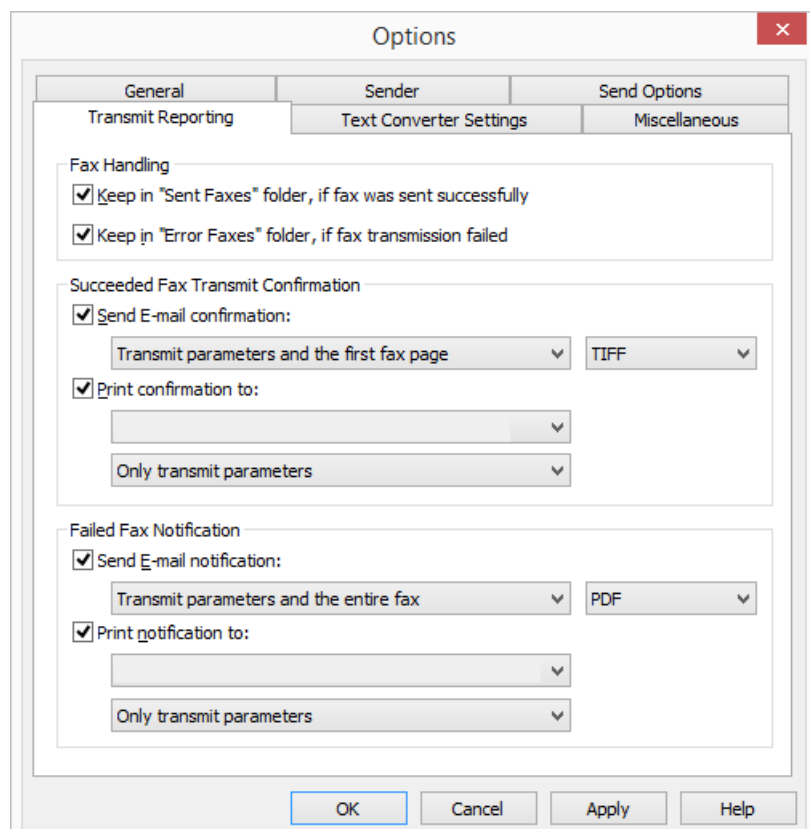 Options
General Sender Send Options
Transmit Reporting Text Converter Settings Miscellaneous
Fax Handling
Keep in "Sent Faxes" folder, if fax was sent successfully
Keep in "Error Faxes" folder, if fax transmission failed
Succeeded Fax Transmit Confirmation
Send E-mail confirmation:
Transmit parameters and the first fax page TIFF
Print confirmation to:
Only transmit parameters
Failed Fax Notification
Send E-mail notification:
Transmit parameters and the entire fax PDF
Print notification to:
Only transmit parameters
OK Cancel Apply Help